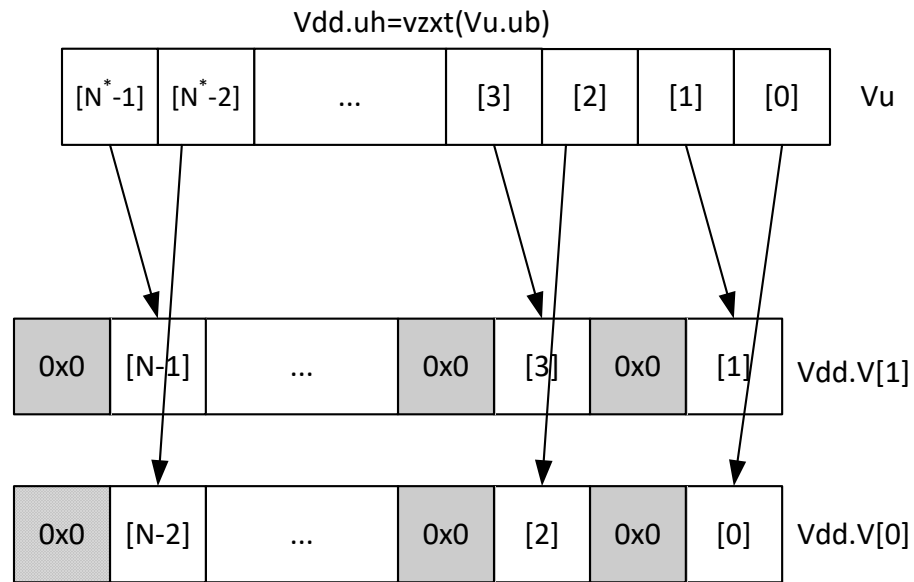 Vdd.uh=vzxt(Vu.ub)
[N*-1] [N*-2] ... [3] [2] [1] [0] Vu
0x0 [N-1] ... 0x0 [3] 0x0 [1] Vdd.V[1]
0x0 [N-2] ... 0x0 [2] 0x0 [0] Vdd.V[0]